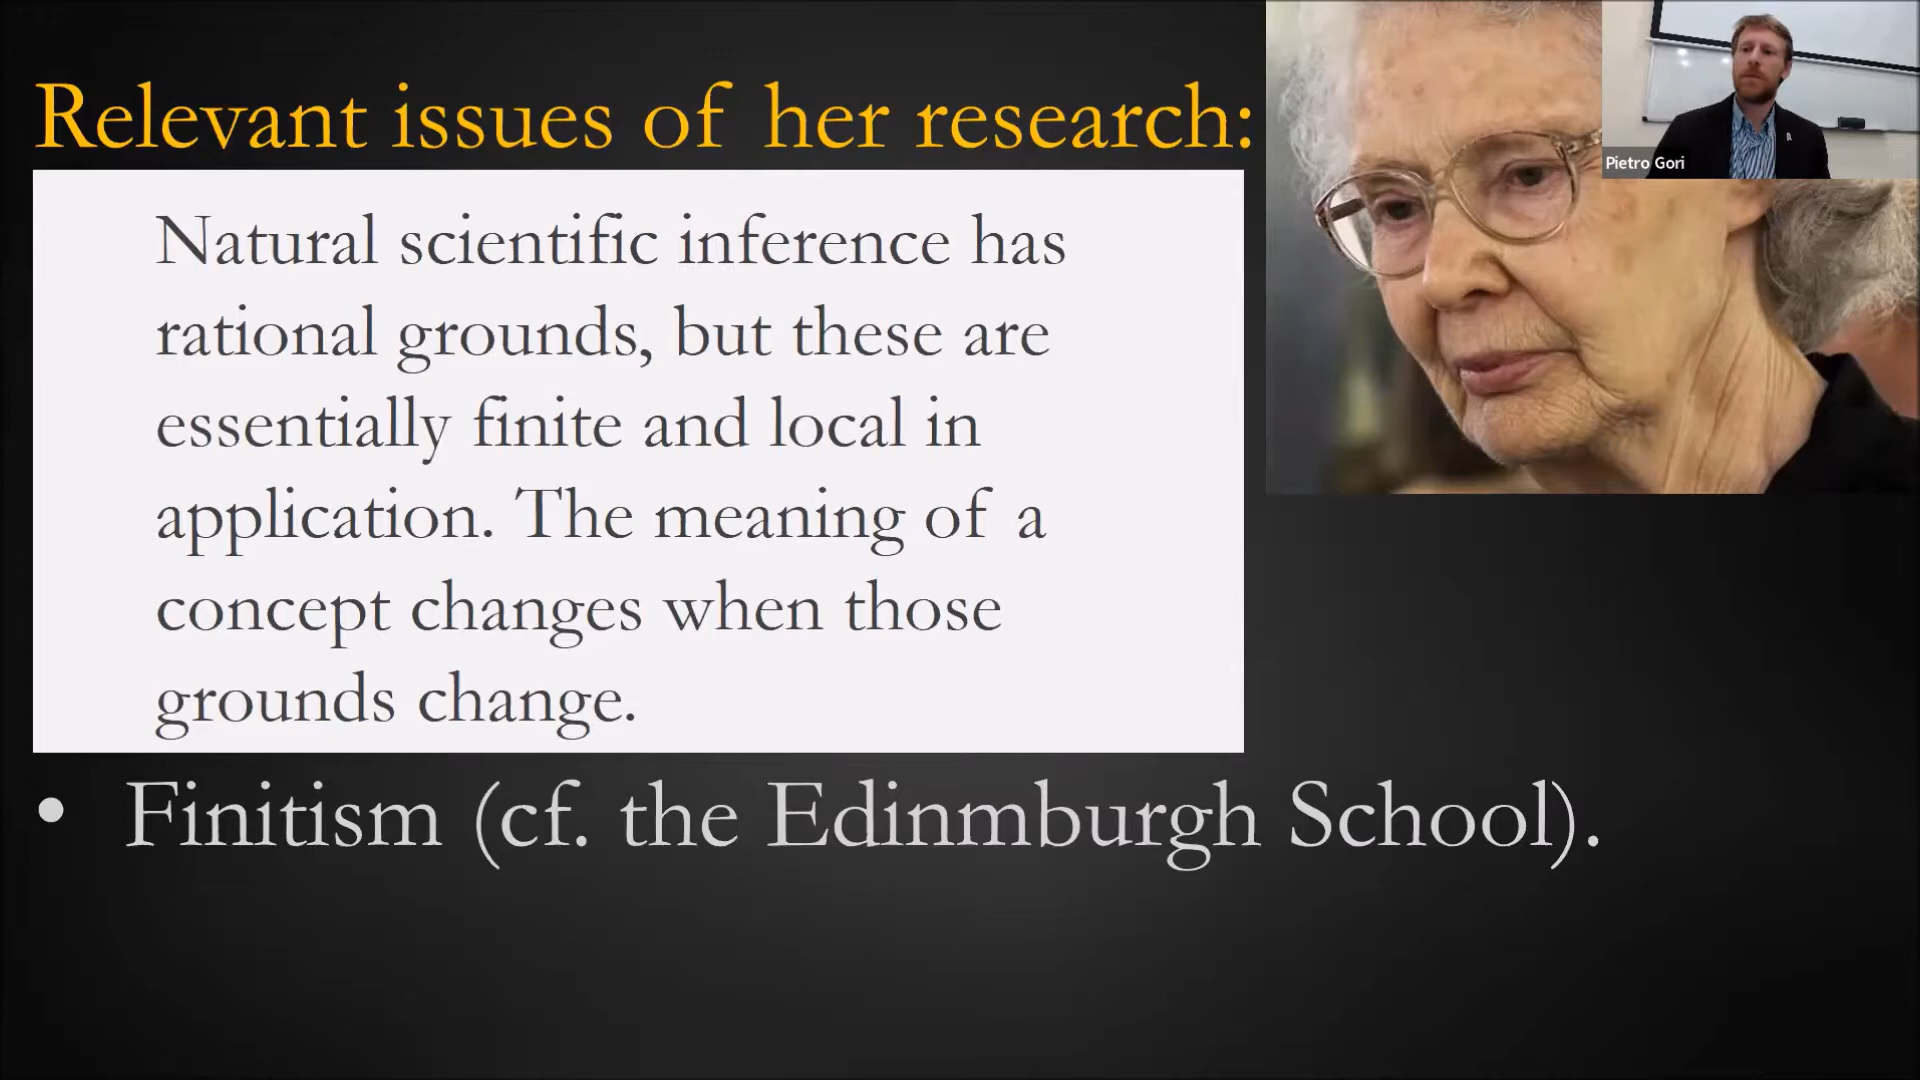 Relevant issues of her research:
Pietro Gori
Natural scientific inference has
rational grounds, but these are
essentially finite and local in
application. The meaning of a
concept changes when those
grounds change.
• Finitism (cf. the Edinmburgh School).